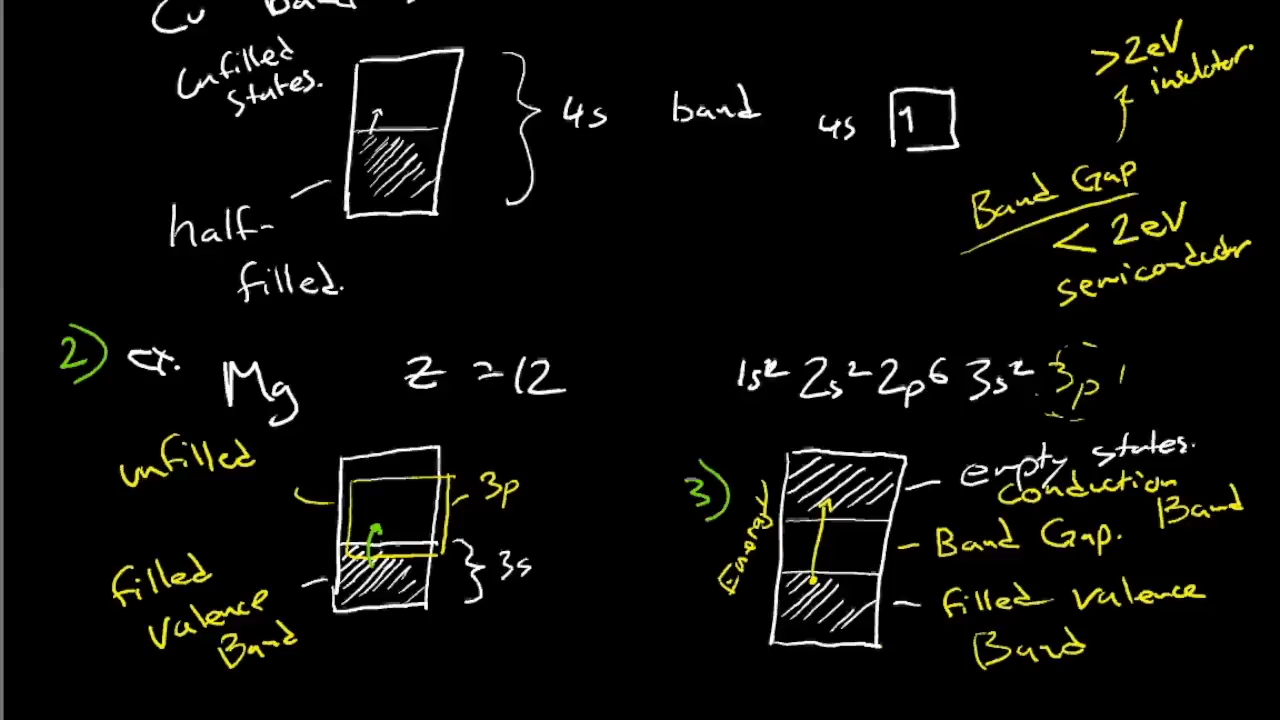 Cu Band
Unfilled
states.
} 4s band
4s 1
half-
filled.
>2eV
insulator.
Band Gap
< 2eV
semiconductor
2) ex. Mg Z = 12 1s² 2s² 2p6 3s² 3p
unfilled
3p
} 3s
filled
valence
Band
3)
Energy
empty states.
conduction
Band
Band Gap.
filled valence
Band